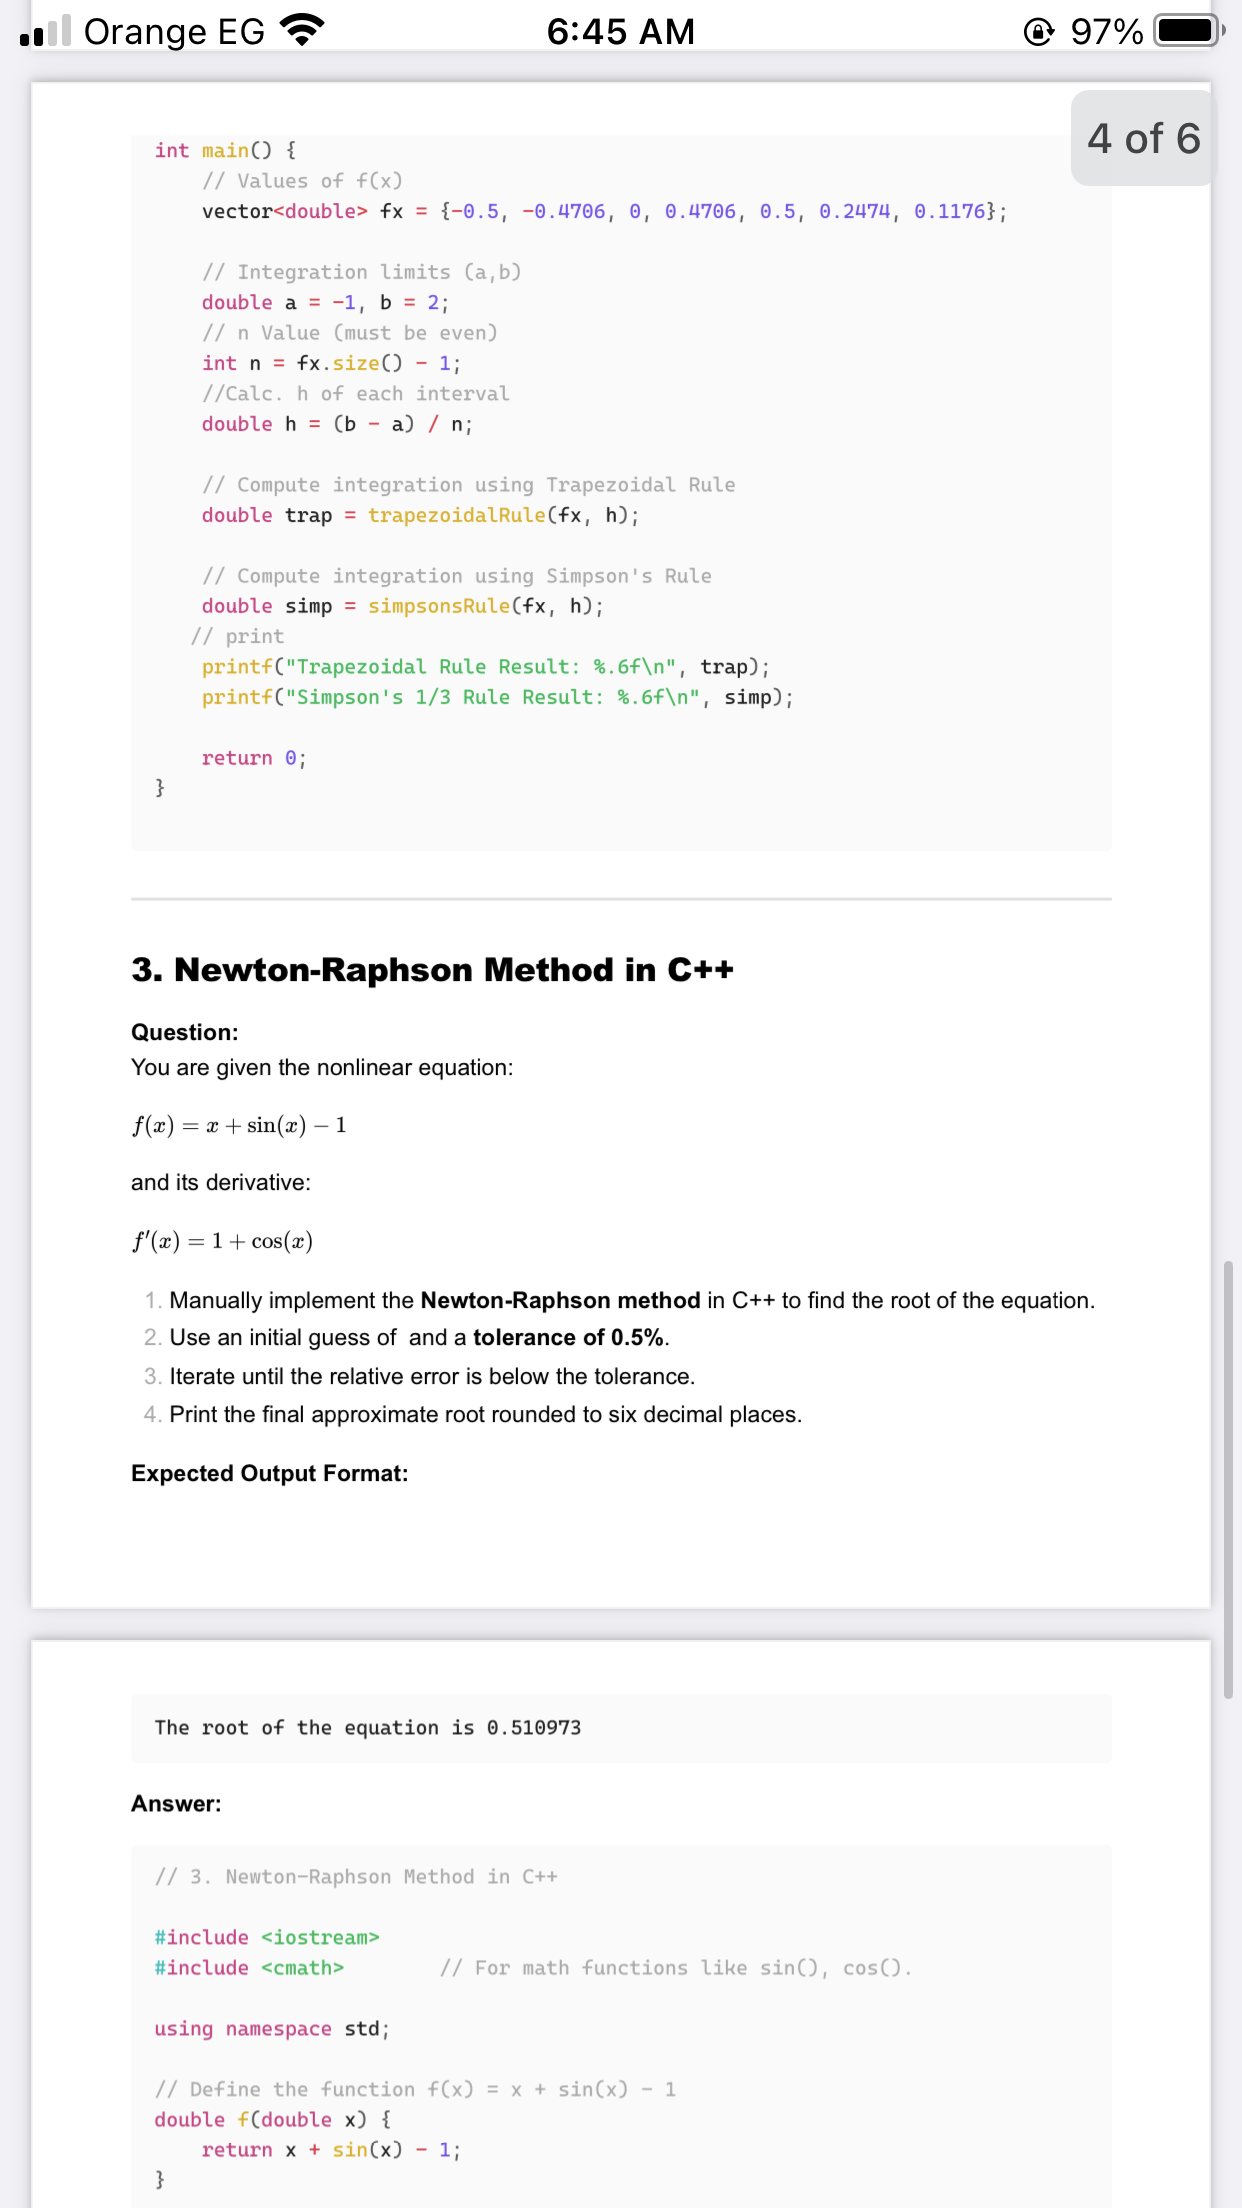 Orange EG
6:45 AM
97%
4 of 6
int main() {
    // Values of f(x)
    vector<double> fx = {-0.5, -0.4706, 0, 0.4706, 0.5, 0.2474, 0.1176};
    // Integration limits (a,b)
    double a = -1, b = 2;
    // n Value (must be even)
    int n = fx.size() - 1;
    //Calc. h of each interval
    double h = (b - a) / n;
    // Compute integration using Trapezoidal Rule
    double trap = trapezoidalRule(fx, h);
    // Compute integration using Simpson's Rule
    double simp = simpsonsRule(fx, h);
   // print
    printf("Trapezoidal Rule Result: %.6f\n", trap);
    printf("Simpson's 1/3 Rule Result: %.6f\n", simp);
    return 0;
}
3. Newton-Raphson Method in C++
Question:
You are given the nonlinear equation:
f(x) = x + sin(x) − 1
and its derivative:
f′(x) = 1 + cos(x)
1. Manually implement the Newton-Raphson method in C++ to find the root of the equation.
2. Use an initial guess of  and a tolerance of 0.5%.
3. Iterate until the relative error is below the tolerance.
4. Print the final approximate root rounded to six decimal places.
Expected Output Format:
The root of the equation is 0.510973
Answer:
// 3. Newton-Raphson Method in C++
#include <iostream>
#include <cmath>        // For math functions like sin(), cos().
using namespace std;
// Define the function f(x) = x + sin(x) - 1
double f(double x) {
    return x + sin(x) - 1;
}